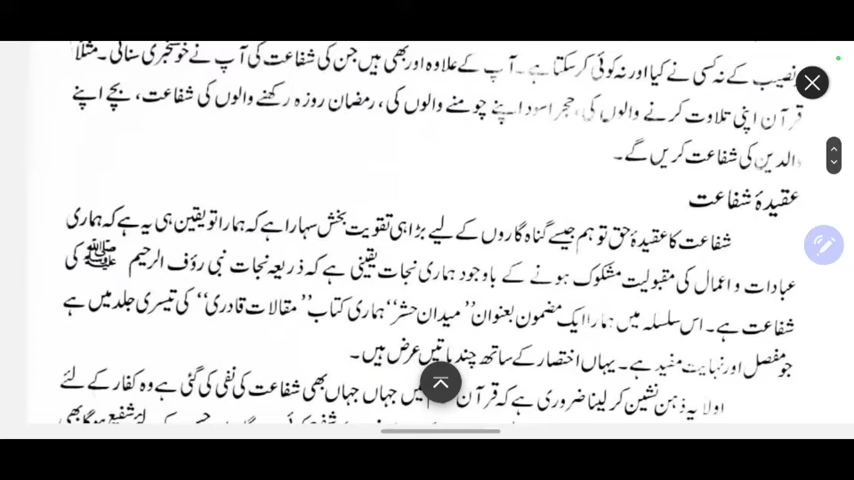 نصیب کے نہ کسی نے کیا اور نہ کوئی کر سکتا ہے۔ آپ کے علاوہ اور بھی ہیں جن کی شفاعت کی آپ نے خوشخبری سنائی۔ مثلاً
قرآن اپنی تلاوت کرنے والوں کی، حجر اسود اپنے چومنے والوں کی، رمضان روزہ رکھنے والوں کی شفاعت، بچے اپنے
والدین کی شفاعت کریں گے۔
عقیدۂ شفاعت
شفاعت کا عقیدۂ حق تو ہم جیسے گناہ گاروں کے لیے بڑا ہی تقویت بخش سہارا ہے کہ ہمارا تو یقین ہی یہ ہے کہ ہماری
عبادات و اعمال کی مقبولیت مشکوک ہونے کے باوجود ہماری نجات یقینی ہے کہ ذریعہ نجات نبی رؤف الرحیم ﷺ کی
شفاعت ہے۔ اس سلسلہ میں ہمارا ایک مضمون بعنوان "میدان حشر" ہماری کتاب "مقالات قادری" کی تیسری جلد میں ہے
جو مفصل اور نہایت مفید ہے۔ یہاں اختصار کے ساتھ چند باتیں عرض ہیں۔
اولا یہ ذہن نشین کر لینا ضروری ہے کہ قرآن میں جہاں جہاں بھی شفاعت کی نفی کی گئی ہے وہ کفار کے لئے